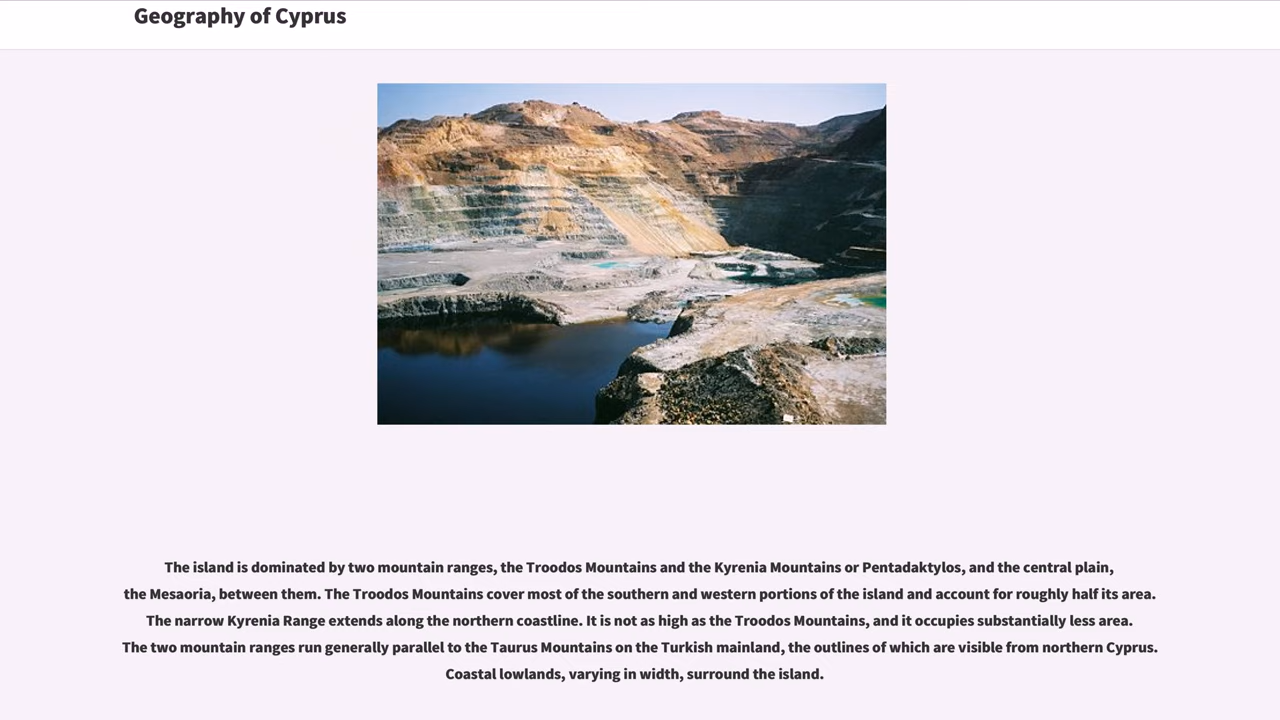 Geography of Cyprus
The island is dominated by two mountain ranges, the Troodos Mountains and the Kyrenia Mountains or Pentadaktylos, and the central plain,
the Mesaoria, between them. The Troodos Mountains cover most of the southern and western portions of the island and account for roughly half its area.
The narrow Kyrenia Range extends along the northern coastline. It is not as high as the Troodos Mountains, and it occupies substantially less area.
The two mountain ranges run generally parallel to the Taurus Mountains on the Turkish mainland, the outlines of which are visible from northern Cyprus.
Coastal lowlands, varying in width, surround the island.